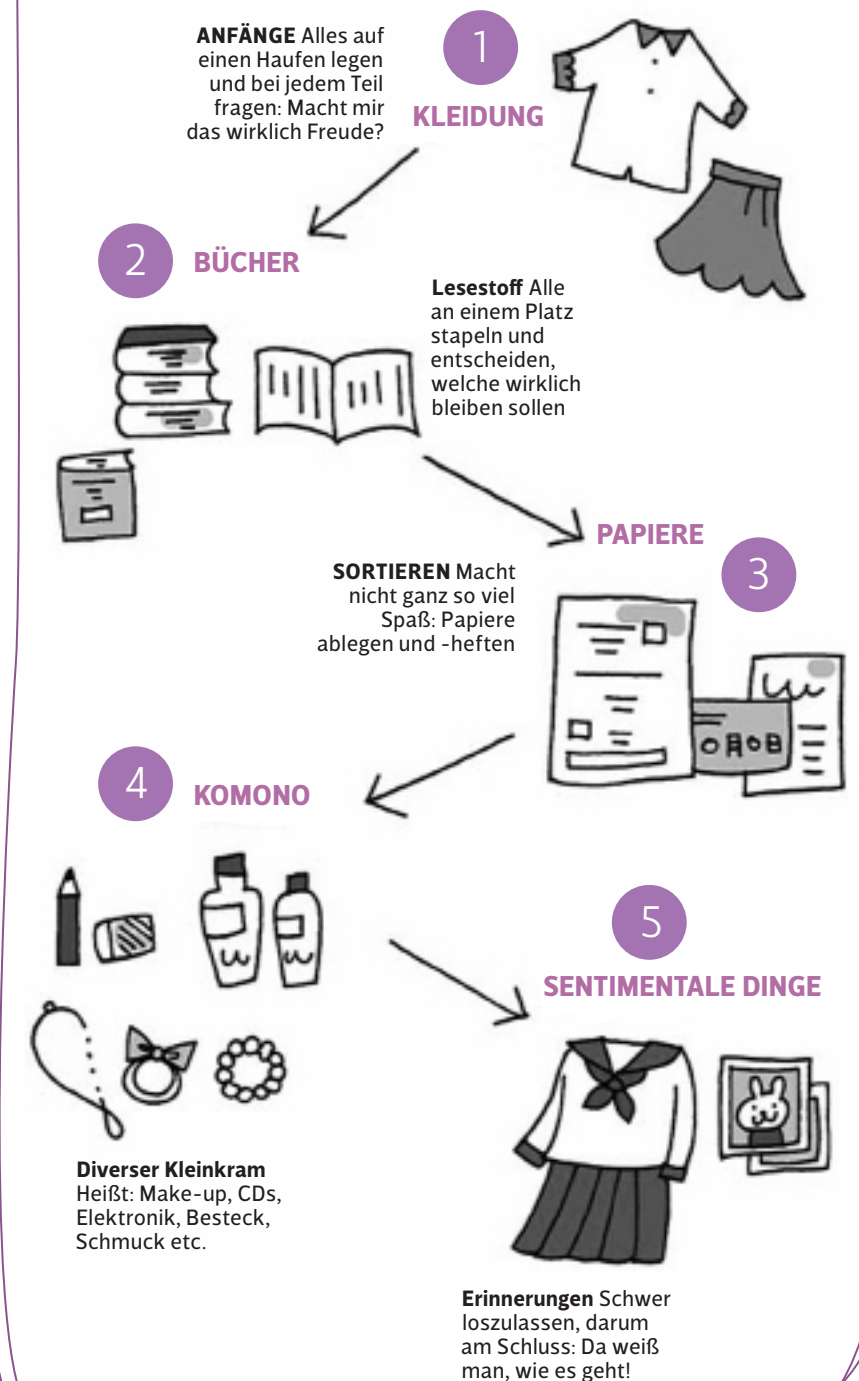 ANFÄNGE Alles auf
einen Haufen legen
und bei jedem Teil
fragen: Macht mir
das wirklich Freude?
1
KLEIDUNG
2
BÜCHER
Lesestoff Alle
an einem Platz
stapeln und
entscheiden,
welche wirklich
bleiben sollen
PAPIERE
3
SORTIEREN Macht
nicht ganz so viel
Spaß: Papiere
ablegen und -heften
4
KOMONO
Diverser Kleinkram
Heißt: Make-up, CDs,
Elektronik, Besteck,
Schmuck etc.
5
SENTIMENTALE DINGE
Erinnerungen Schwer
loszulassen, darum
am Schluss: Da weiß
man, wie es geht!